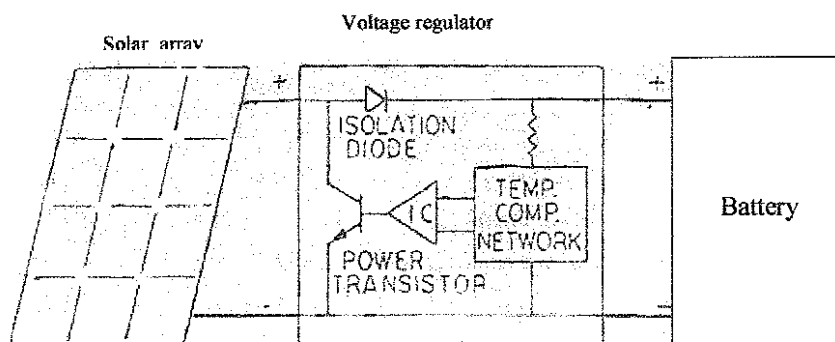 Voltage regulator
Solar array
+
+
ISOLATION
DIODE
IC
TEMP.
COMP.
NETWORK
Battery
POWER
TRANSISTOR
-
-